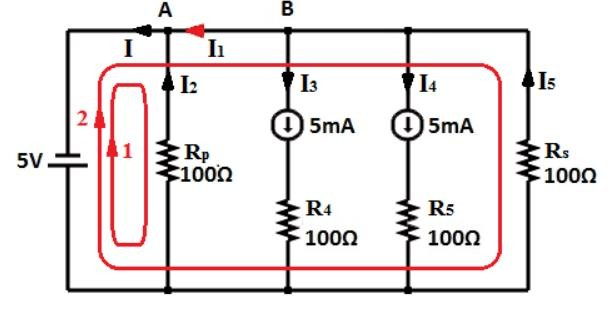 A B
I I1
I2 I3 I4 I5
2 1
5V
Rp
100Ω
5mA
R4
100Ω
5mA
R5
100Ω
Rs
100Ω